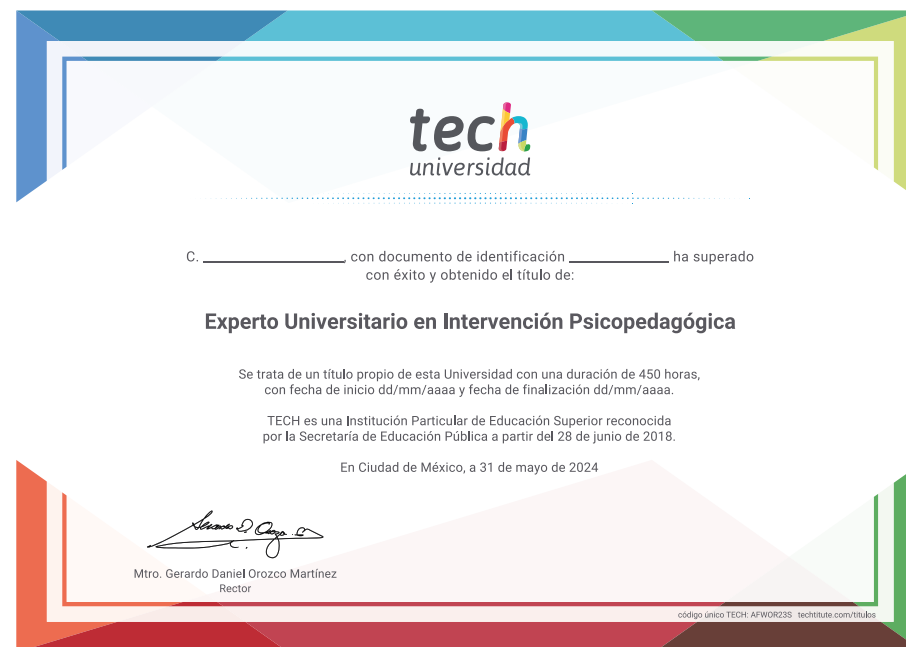 tech
universidad
C. ____________, con documento de identificación ____________ ha superado
con éxito y obtenido el título de:
Experto Universitario en Intervención Psicopedagógica
Se trata de un título propio de esta Universidad con una duración de 450 horas,
con fecha de inicio dd/mm/aaaa y fecha de finalización dd/mm/aaaa.
TECH es una Institución Particular de Educación Superior reconocida
por la Secretaría de Educación Pública a partir del 28 de junio de 2018.
En Ciudad de México, a 31 de mayo de 2024
Mtro. Gerardo Daniel Orozco Martínez
Rector
código único TECH: AFWOR23S techtitute.com/titulos